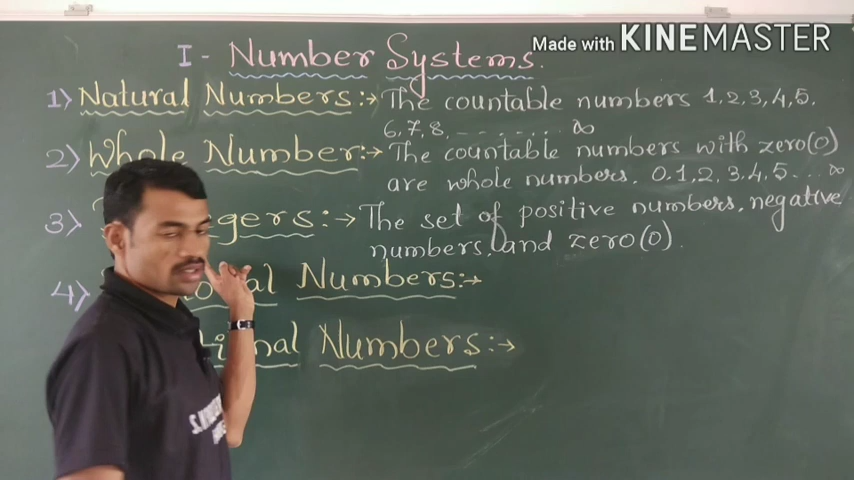 Made with KINEMASTER
I - Number Systems.
1) Natural Numbers:→ The countable numbers 1,2,3,4,5,
6,7,8, - - - - . . . . . ∞
2) Whole Number:→ The countable numbers with zero(0)
are whole numbers. 0.1,2,3,4,5 . . . ∞
3) gers:→ The set of positive numbers, negative
numbers, and zero(0).
4) Numbers:→
Numbers:→